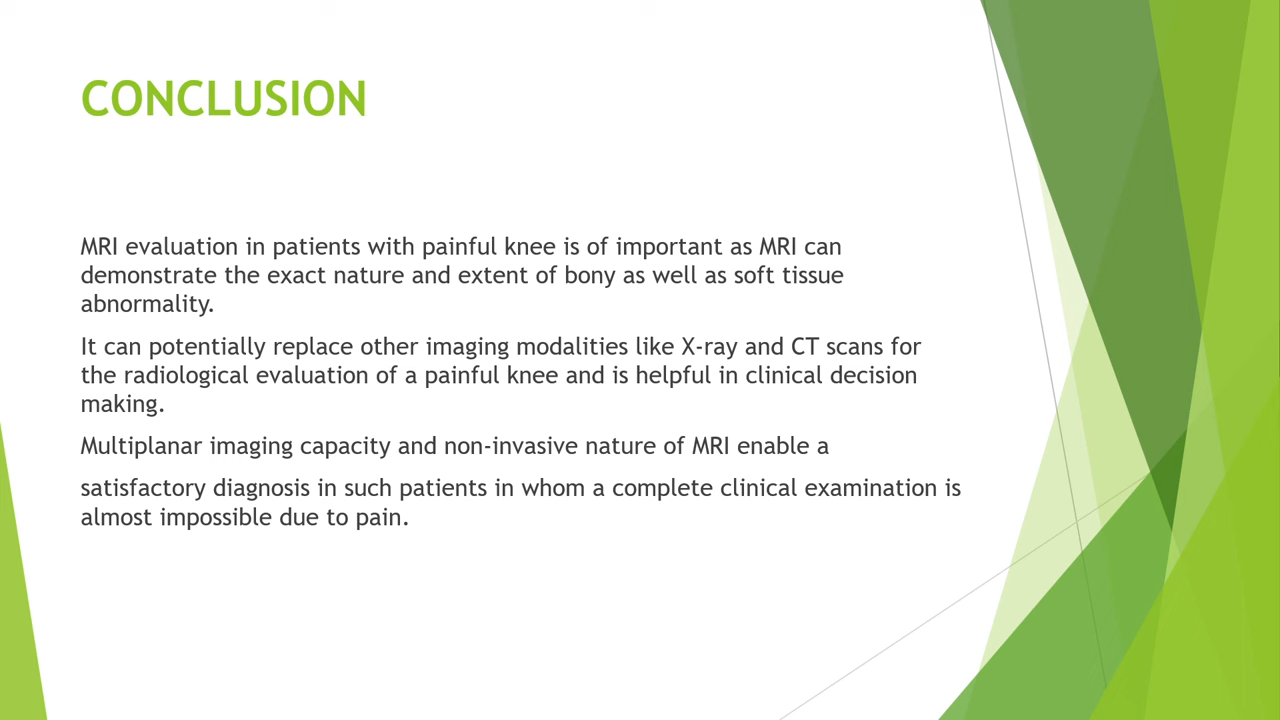 CONCLUSION
MRI evaluation in patients with painful knee is of important as MRI can
demonstrate the exact nature and extent of bony as well as soft tissue
abnormality.
It can potentially replace other imaging modalities like X-ray and CT scans for
the radiological evaluation of a painful knee and is helpful in clinical decision
making.
Multiplanar imaging capacity and non-invasive nature of MRI enable a
satisfactory diagnosis in such patients in whom a complete clinical examination is
almost impossible due to pain.